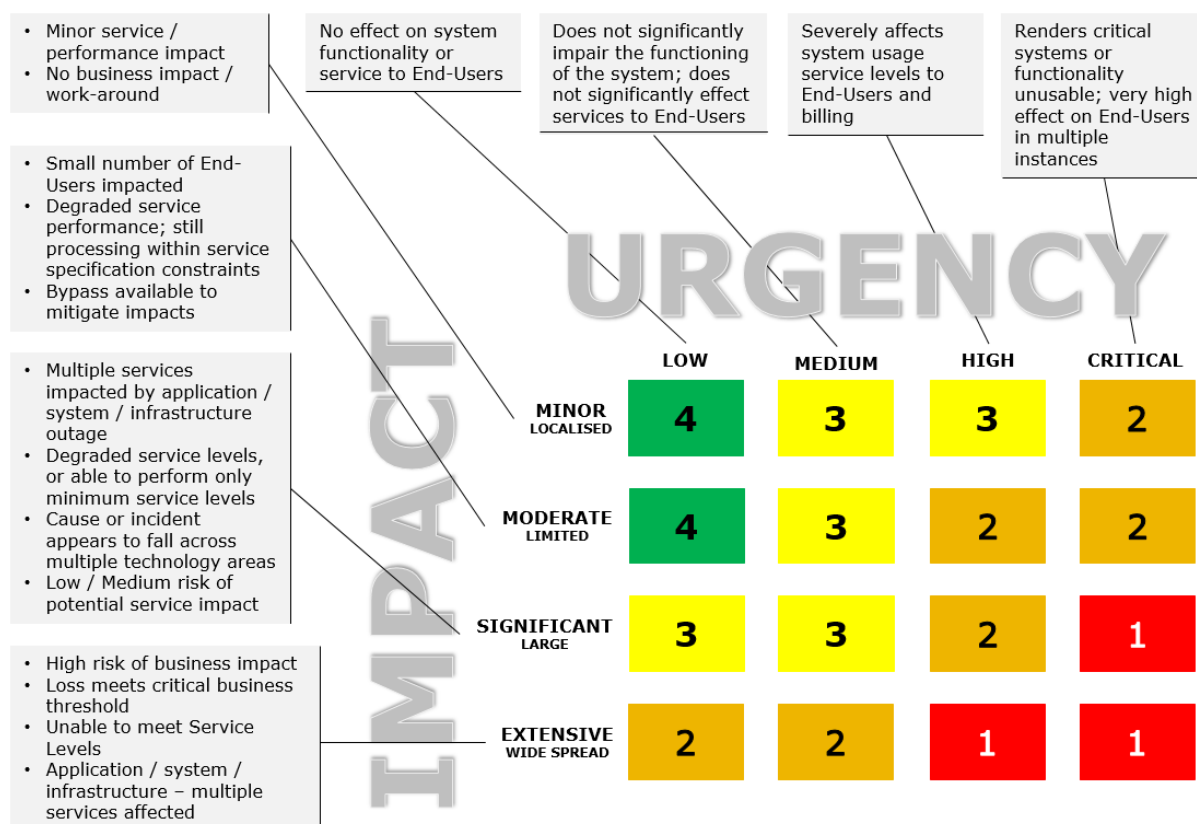 • Minor service /
performance impact
• No business impact /
work-around
No effect on system
functionality or
service to End-Users
Does not significantly
impair the functioning
of the system; does
not significantly effect
services to End-Users
Severely affects
system usage
service levels to
End-Users and
billing
Renders critical
systems or
functionality
unusable; very high
effect on End-Users
in multiple
instances
• Small number of End-
Users impacted
• Degraded service
performance; still
processing within service
specification constraints
• Bypass available to
mitigate impacts
• Multiple services
impacted by application /
system / infrastructure
outage
• Degraded service levels,
or able to perform only
minimum service levels
• Cause or incident
appears to fall across
multiple technology areas
• Low / Medium risk of
potential service impact
• High risk of business impact
• Loss meets critical business
threshold
• Unable to meet Service
Levels
• Application / system /
infrastructure – multiple
services affected
URGENCY
IMPACT
LOW MEDIUM HIGH CRITICAL
MINOR
LOCALISED
4 3 3 2
MODERATE
LIMITED
4 3 2 2
SIGNIFICANT
LARGE
3 3 2 1
EXTENSIVE
WIDE SPREAD
2 2 1 1